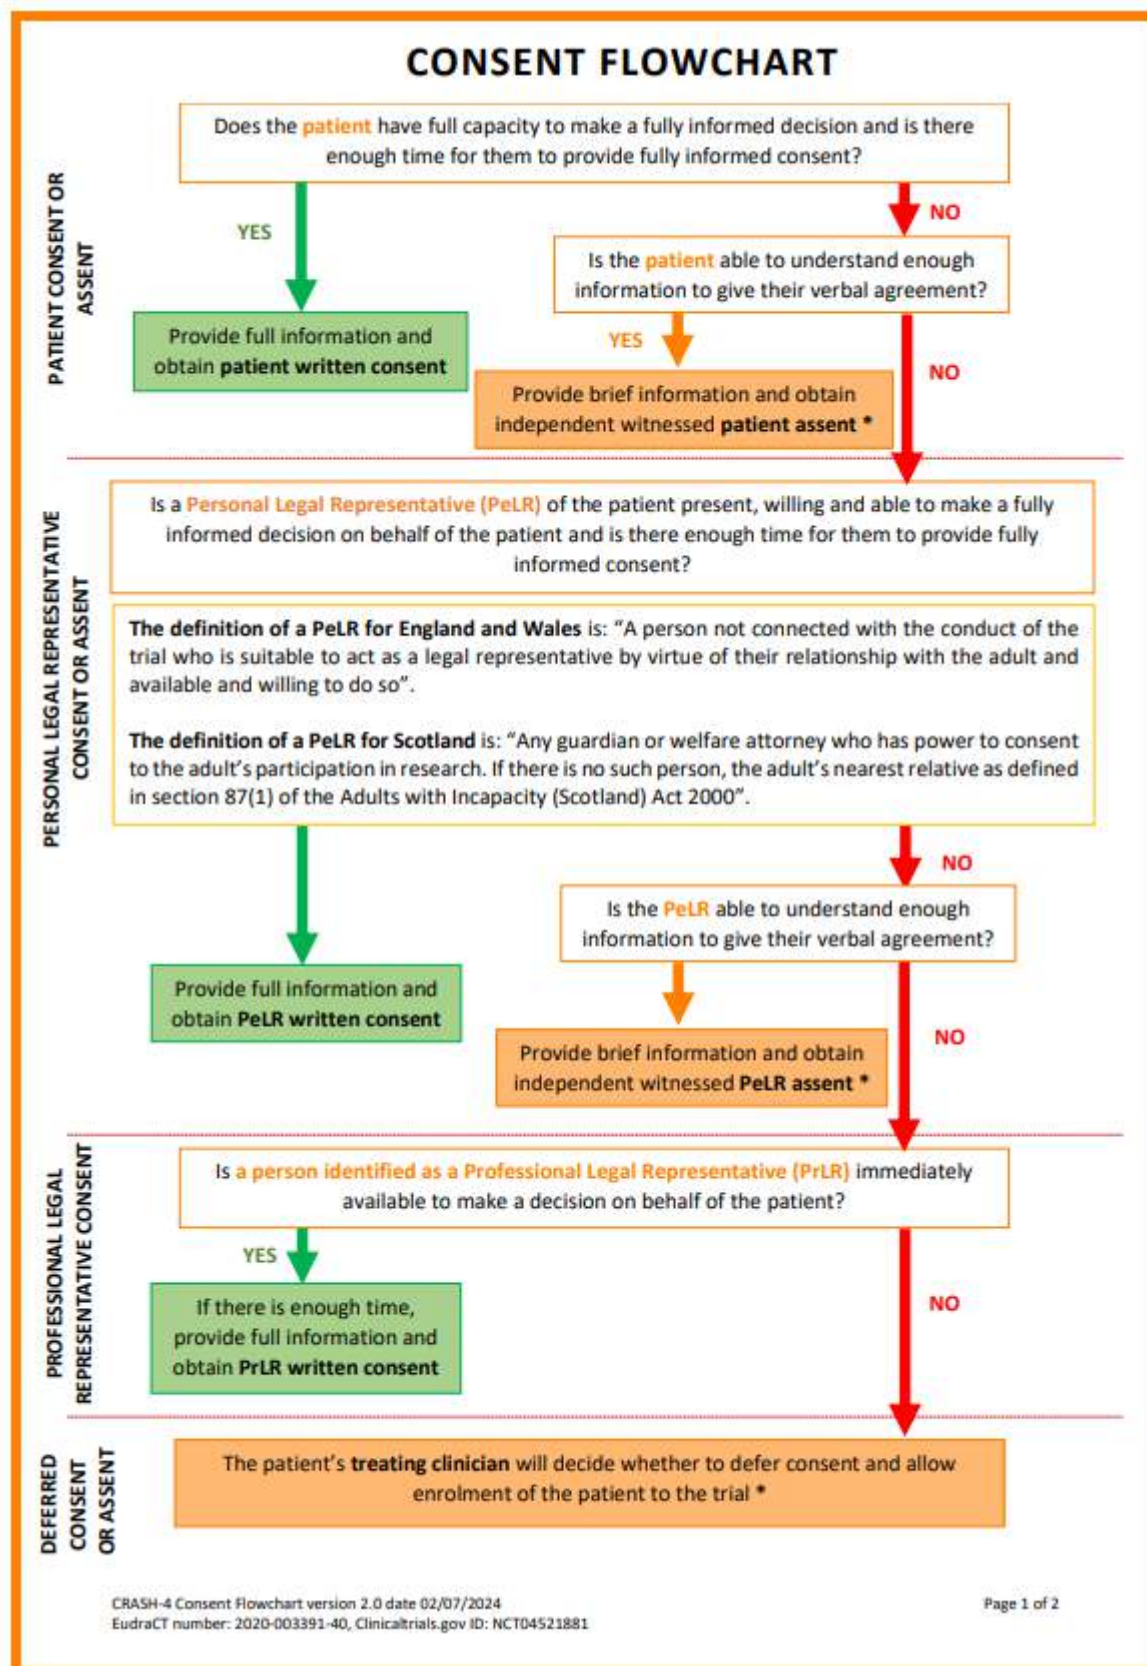 CONSENT FLOWCHART
PATIENT CONSENT OR
ASSENT
Does the patient have full capacity to make a fully informed decision and is there
enough time for them to provide fully informed consent?
YES
NO
Is the patient able to understand enough
information to give their verbal agreement?
Provide full information and
obtain patient written consent
YES
NO
Provide brief information and obtain
independent witnessed patient assent *
PERSONAL LEGAL REPRESENTATIVE
CONSENT OR ASSENT
Is a Personal Legal Representative (PeLR) of the patient present, willing and able to make a fully
informed decision on behalf of the patient and is there enough time for them to provide fully
informed consent?
The definition of a PeLR for England and Wales is: “A person not connected with the conduct of the
trial who is suitable to act as a legal representative by virtue of their relationship with the adult and
available and willing to do so”.
The definition of a PeLR for Scotland is: “Any guardian or welfare attorney who has power to consent
to the adult’s participation in research. If there is no such person, the adult’s nearest relative as defined
in section 87(1) of the Adults with Incapacity (Scotland) Act 2000”.
NO
Is the PeLR able to understand enough
information to give their verbal agreement?
Provide full information and
obtain PeLR written consent
NO
Provide brief information and obtain
independent witnessed PeLR assent *
PROFESSIONAL LEGAL
REPRESENTATIVE CONSENT
Is a person identified as a Professional Legal Representative (PrLR) immediately
available to make a decision on behalf of the patient?
YES
NO
If there is enough time,
provide full information and
obtain PrLR written consent
DEFERRED
CONSENT
OR ASSENT
The patient’s treating clinician will decide whether to defer consent and allow
enrolment of the patient to the trial *
CRASH-4 Consent Flowchart version 2.0 date 02/07/2024
EudraCT number: 2020-003391-40, Clinicaltrials.gov ID: NCT04521881
Page 1 of 2